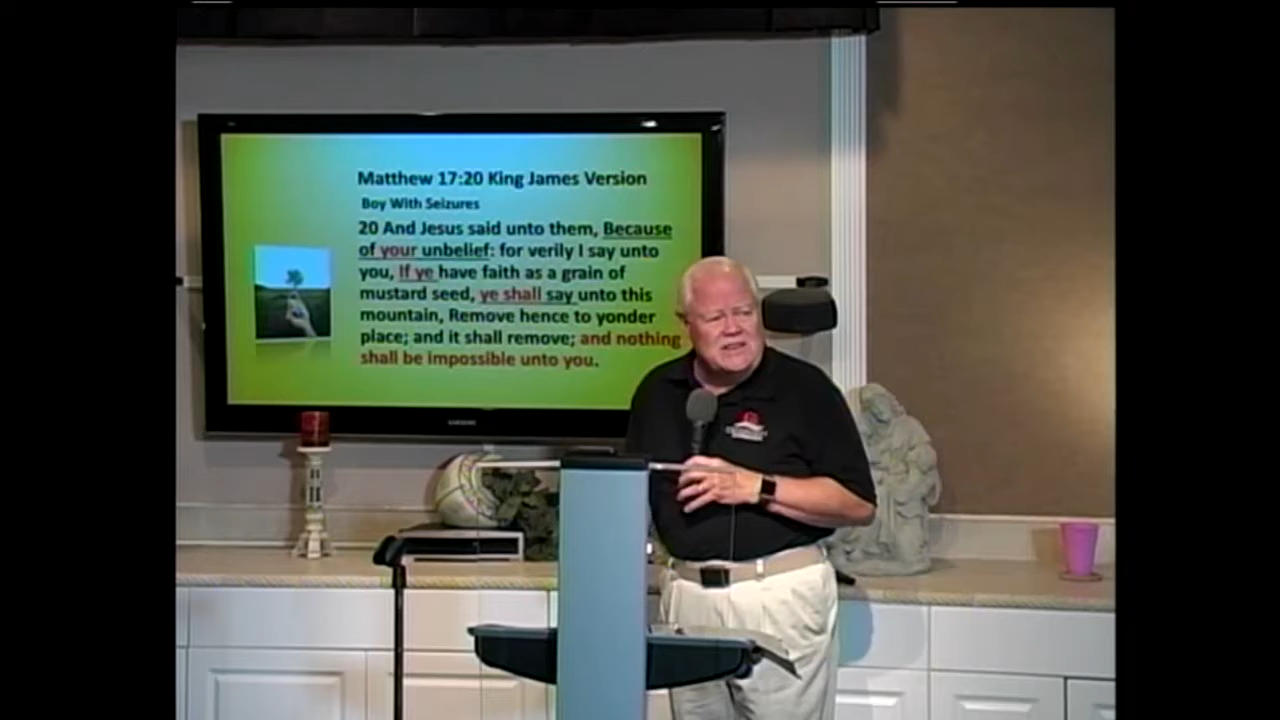 Matthew 17:20 King James Version
Boy With Seizures
20 And Jesus said unto them, Because
of your unbelief: for verily I say unto
you, If ye have faith as a grain of
mustard seed, ye shall say unto this
mountain, Remove hence to yonder
place; and it shall remove; and nothing
shall be impossible unto you.
SAMSUNG